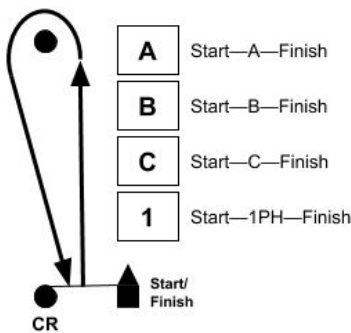 A Start—A—Finish
B Start—B—Finish
C Start—C—Finish
1 Start—1PH—Finish
Start/
Finish
CR